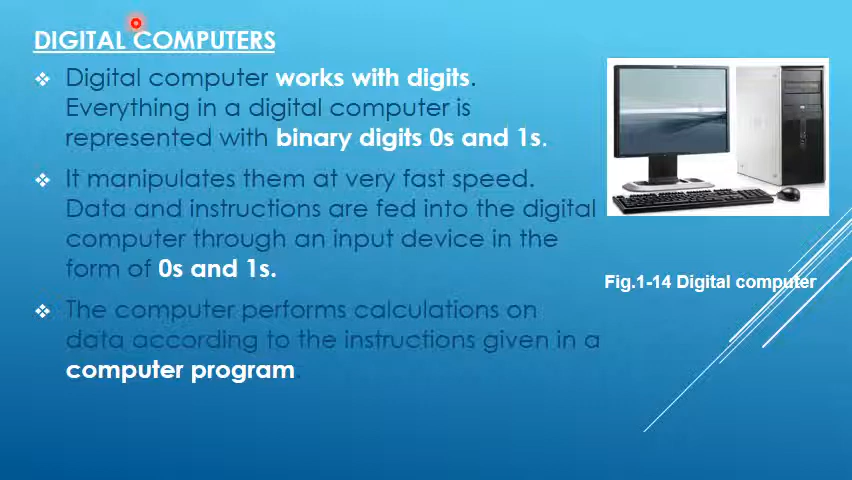 DIGITAL COMPUTERS
❖ Digital computer works with digits.
Everything in a digital computer is
represented with binary digits 0s and 1s.
❖ It manipulates them at very fast speed.
Data and instructions are fed into the digital
computer through an input device in the
form of 0s and 1s.
❖ The computer performs calculations on
data according to the instructions given in a
computer program.
Fig.1-14 Digital computer